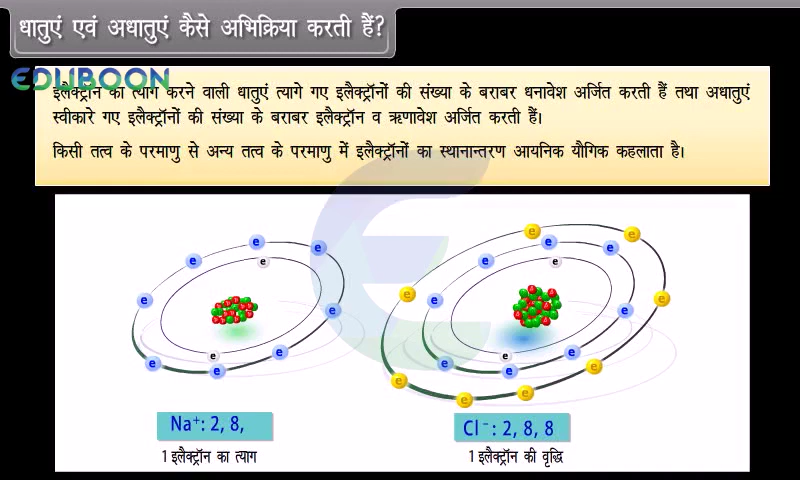 धातुएं एवं अधातुएं कैसे अभिक्रिया करती हैं?
EDUBOON
इलैक्ट्रॉन का त्याग करने वाली धातुएं त्यागे गए इलैक्ट्रॉनों की संख्या के बराबर धनावेश अर्जित करती हैं तथा अधातुएं
स्वीकारे गए इलैक्ट्रॉनों की संख्या के बराबर इलैक्ट्रॉन व ऋणावेश अर्जित करती हैं।
किसी तत्व के परमाणु से अन्य तत्व के परमाणु में इलैक्ट्रॉनों का स्थानान्तरण आयनिक यौगिक कहलाता है।
e e e e e e e e e e
e e e e e e e e e e e e e e e e e e
Na⁺: 2, 8,
Cl⁻: 2, 8, 8
1 इलैक्ट्रॉन का त्याग
1 इलैक्ट्रॉन की वृद्धि